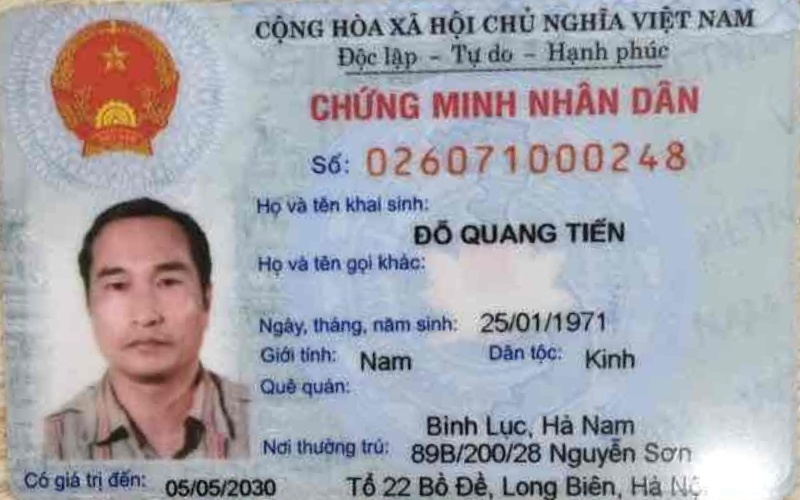 CỘNG HÒA XÃ HỘI CHỦ NGHĨA VIỆT NAM
Độc lập - Tự do - Hạnh phúc
CHỨNG MINH NHÂN DÂN
Số: 026071000248
Họ và tên khai sinh:
ĐỖ QUANG TIẾN
Họ và tên gọi khác:
Ngày, tháng, năm sinh: 25/01/1971
Giới tính: Nam Dân tộc: Kinh
Quê quán:
Bình Lục, Hà Nam
Nơi thường trú: 89B/200/28 Nguyễn Sơn
Tổ 22 Bồ Đề, Long Biên, Hà Nộ
Có giá trị đến: 05/05/2030